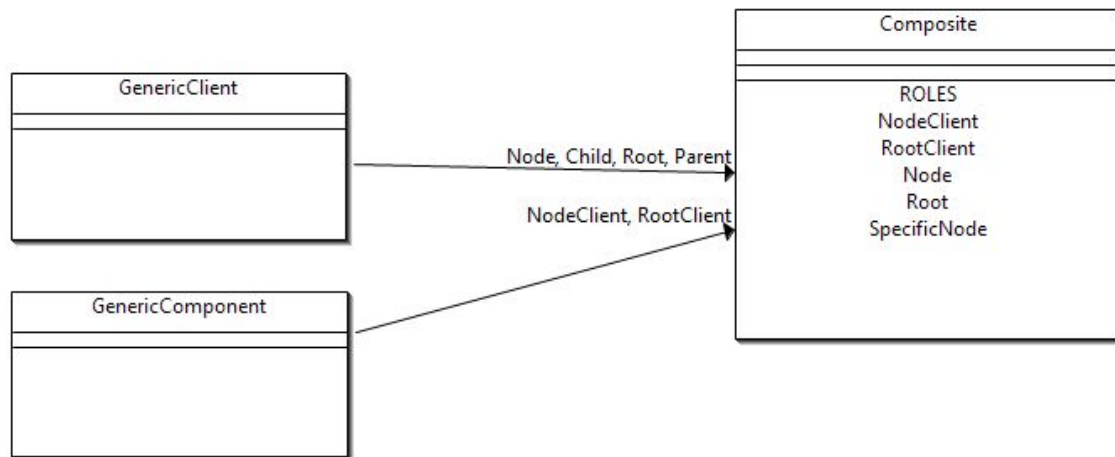 Composite
ROLES
NodeClient
RootClient
Node
Root
SpecificNode
GenericClient
Node, Child, Root, Parent
NodeClient, RootClient
GenericComponent